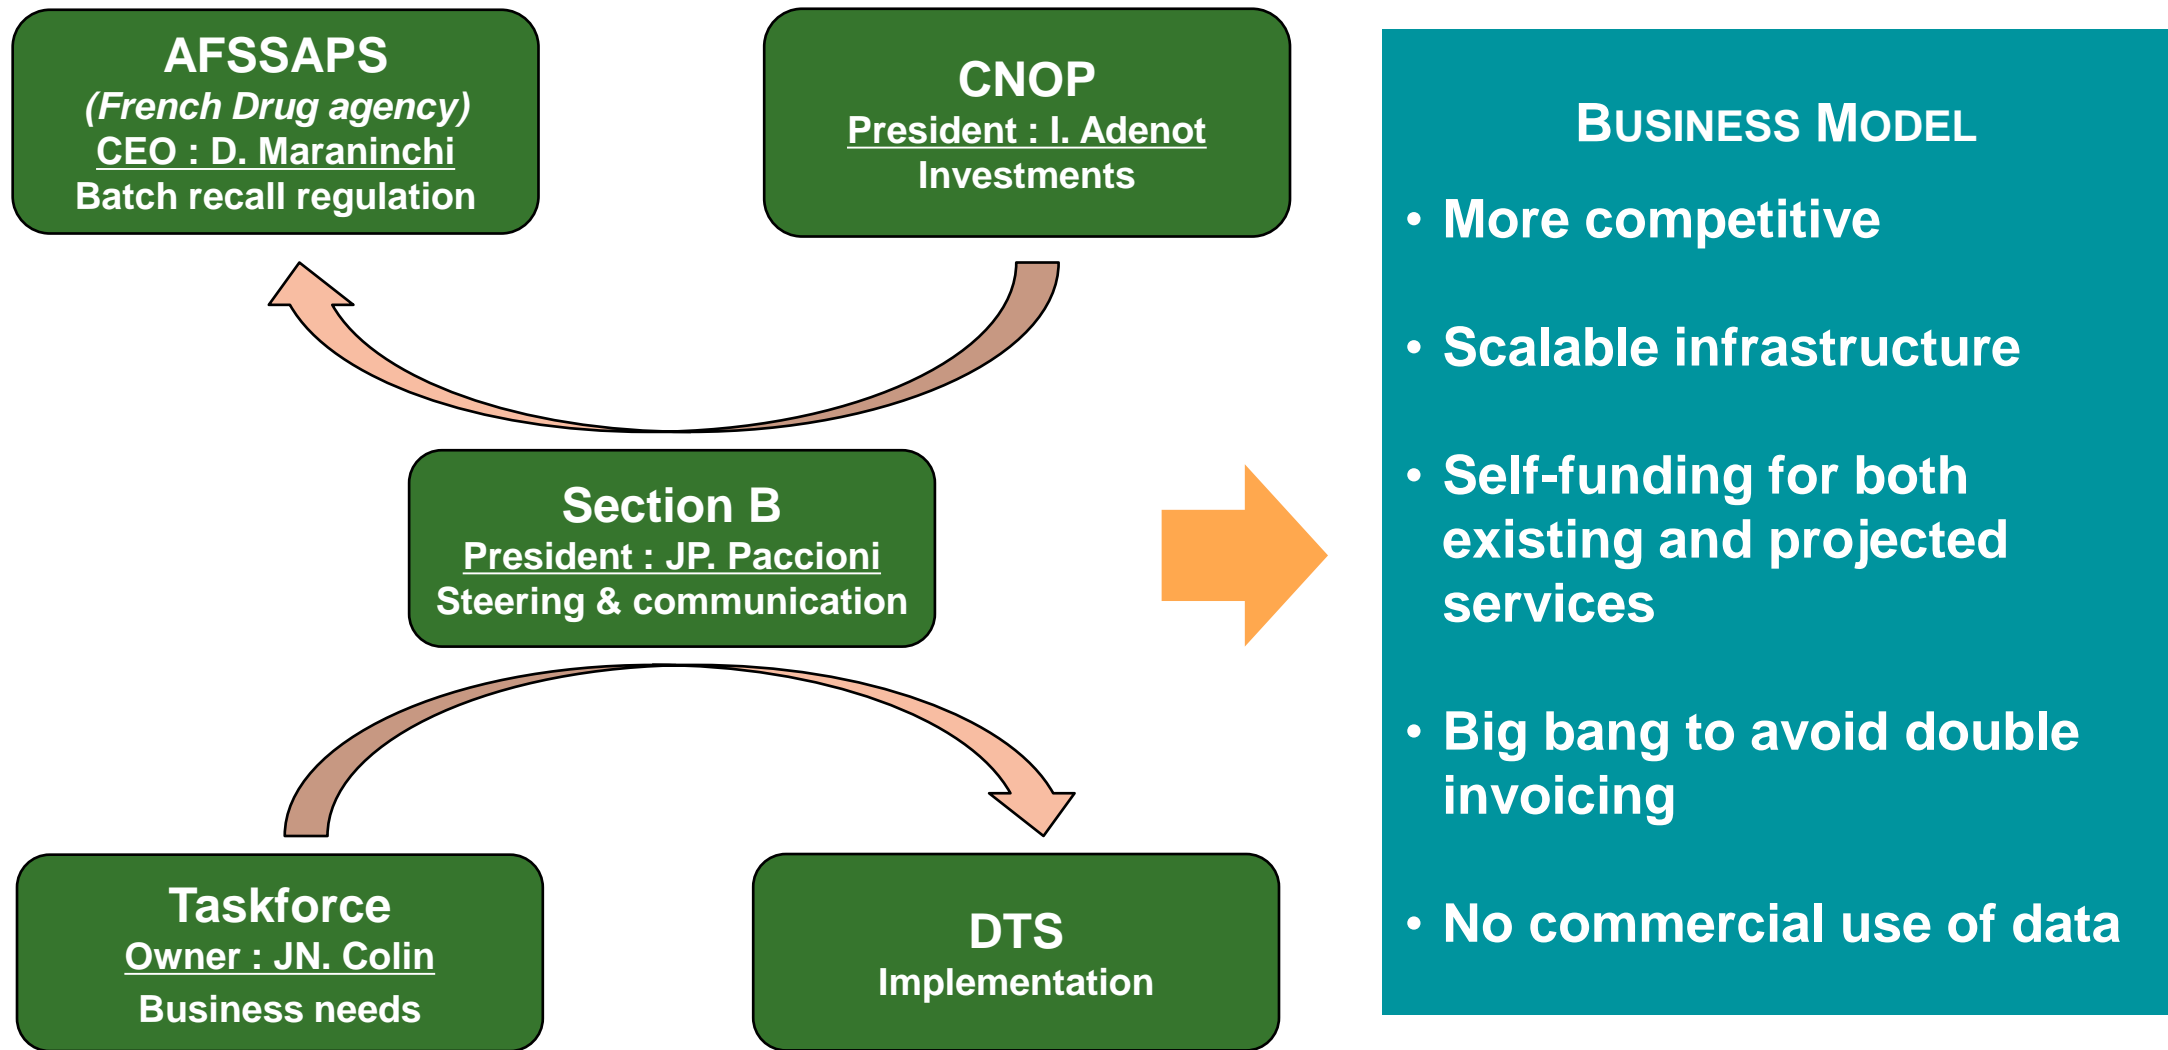 AFSSAPS
(French Drug agency)
CEO : D. Maraninchi
Batch recall regulation
CNOP
President : I. Adenot
Investments
Section B
President : JP. Paccioni
Steering & communication
Taskforce
Owner : JN. Colin
Business needs
DTS
Implementation
BUSINESS MODEL
• More competitive
• Scalable infrastructure
• Self-funding for both
existing and projected
services
• Big bang to avoid double
invoicing
• No commercial use of data